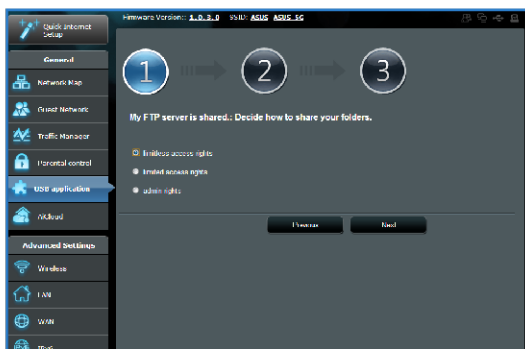 Quick Internet
Setup
Firmware Version: 1.0.3.0 SSID: ASUS ASUS_5G
General
Network Map
Guest Network
Traffic Manager
Parental control
USB application
AiCloud
Advanced Settings
Wireless
LAN
WAN
IPv6
1
2
3
My FTP server is shared.: Decide how to share your folders.
limitless access rights
limited access rights
admin rights
Previous
Next